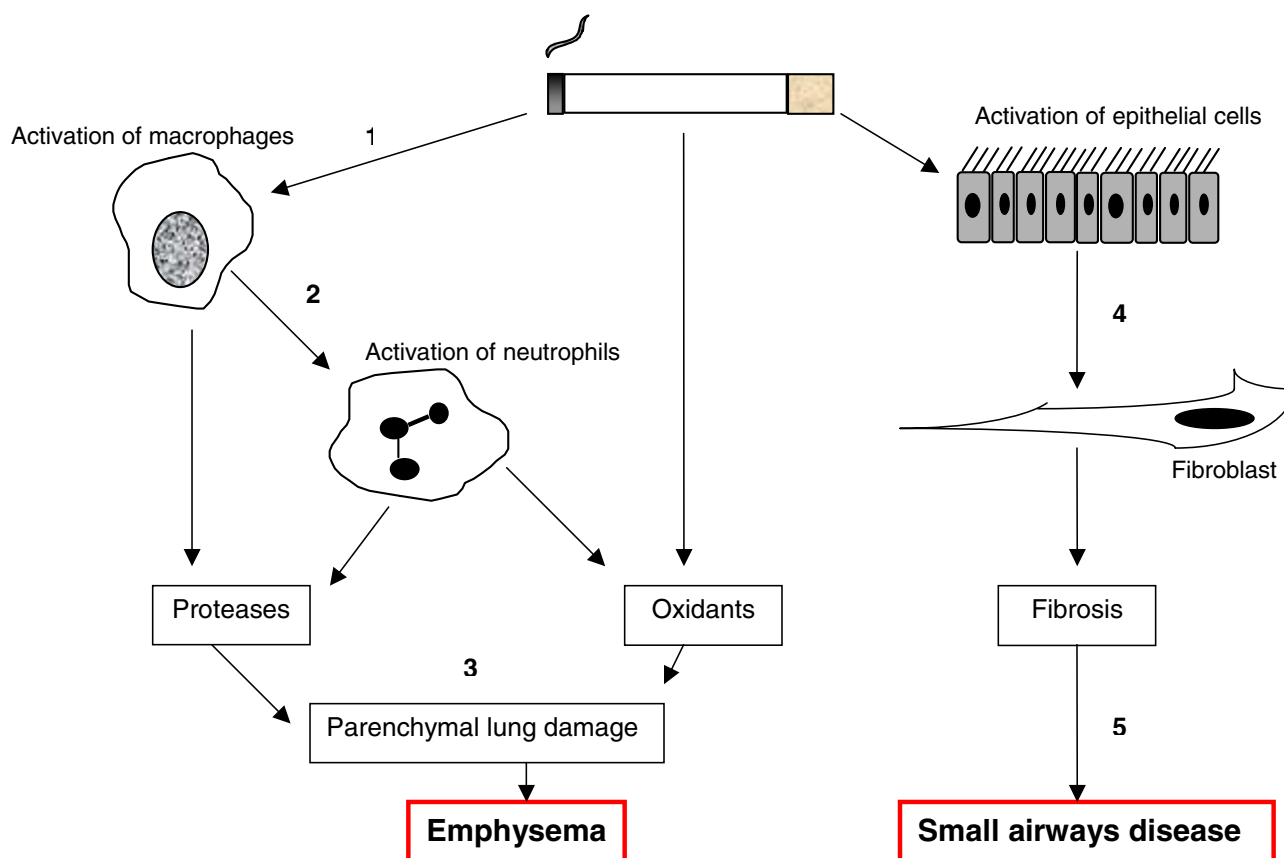 Activation of macrophages
1
Activation of epithelial cells
2
4
Activation of neutrophils
Fibroblast
Proteases
Oxidants
Fibrosis
3
Parenchymal lung damage
5
Emphysema
Small airways disease